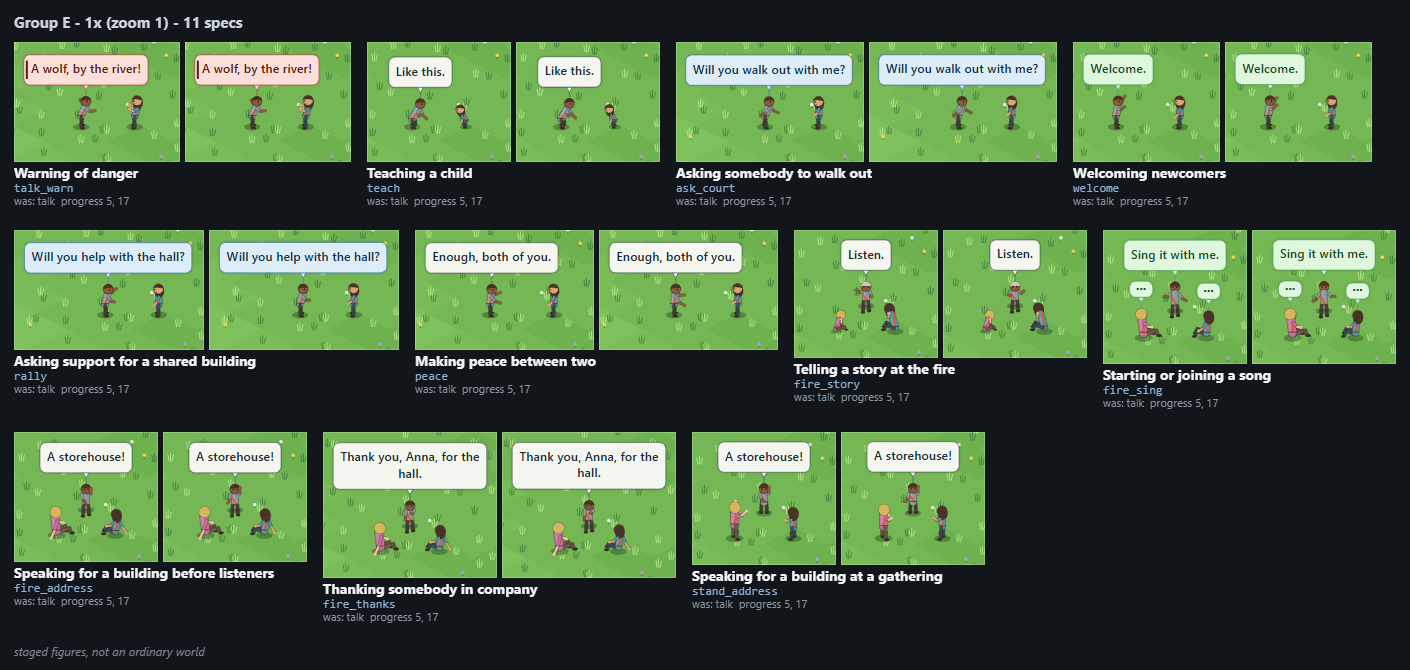 Group E - 1x (zoom 1) - 11 specs
A wolf, by the river!
A wolf, by the river!
Warning of danger
talk_warn
was: talk progress 5, 17
Like this.
Like this.
Teaching a child
teach
was: talk progress 5, 17
Will you walk out with me?
Will you walk out with me?
Asking somebody to walk out
ask_court
was: talk progress 5, 17
Welcome.
Welcome.
Welcoming newcomers
welcome
was: talk progress 5, 17
Will you help with the hall?
Will you help with the hall?
Asking support for a shared building
rally
was: talk progress 5, 17
Enough, both of you.
Enough, both of you.
Making peace between two
peace
was: talk progress 5, 17
Listen.
Listen.
Telling a story at the fire
fire_story
was: talk progress 5, 17
Sing it with me.
...
...
Sing it with me.
...
...
Starting or joining a song
fire_sing
was: talk progress 5, 17
A storehouse!
A storehouse!
Speaking for a building before listeners
fire_address
was: talk progress 5, 17
Thank you, Anna, for the
hall.
Thank you, Anna, for the
hall.
Thanking somebody in company
fire_thanks
was: talk progress 5, 17
A storehouse!
A storehouse!
Speaking for a building at a gathering
stand_address
was: talk progress 5, 17
staged figures, not an ordinary world